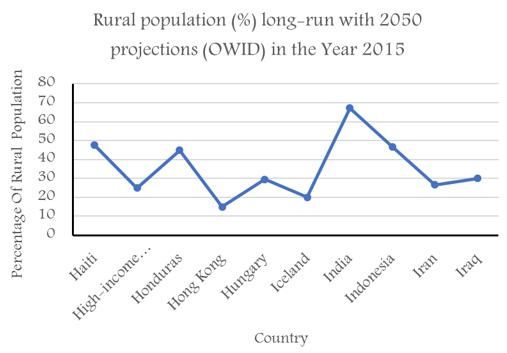 Rural population (%) long-run with 2050
projections (OWID) in the Year 2015
Percentage Of Rural Population
80
70
60
50
40
30
20
10
0
Haiti
High-income...
Honduras
Hong Kong
Hungary
Iceland
India
Indonesia
Iran
Iraq
Country